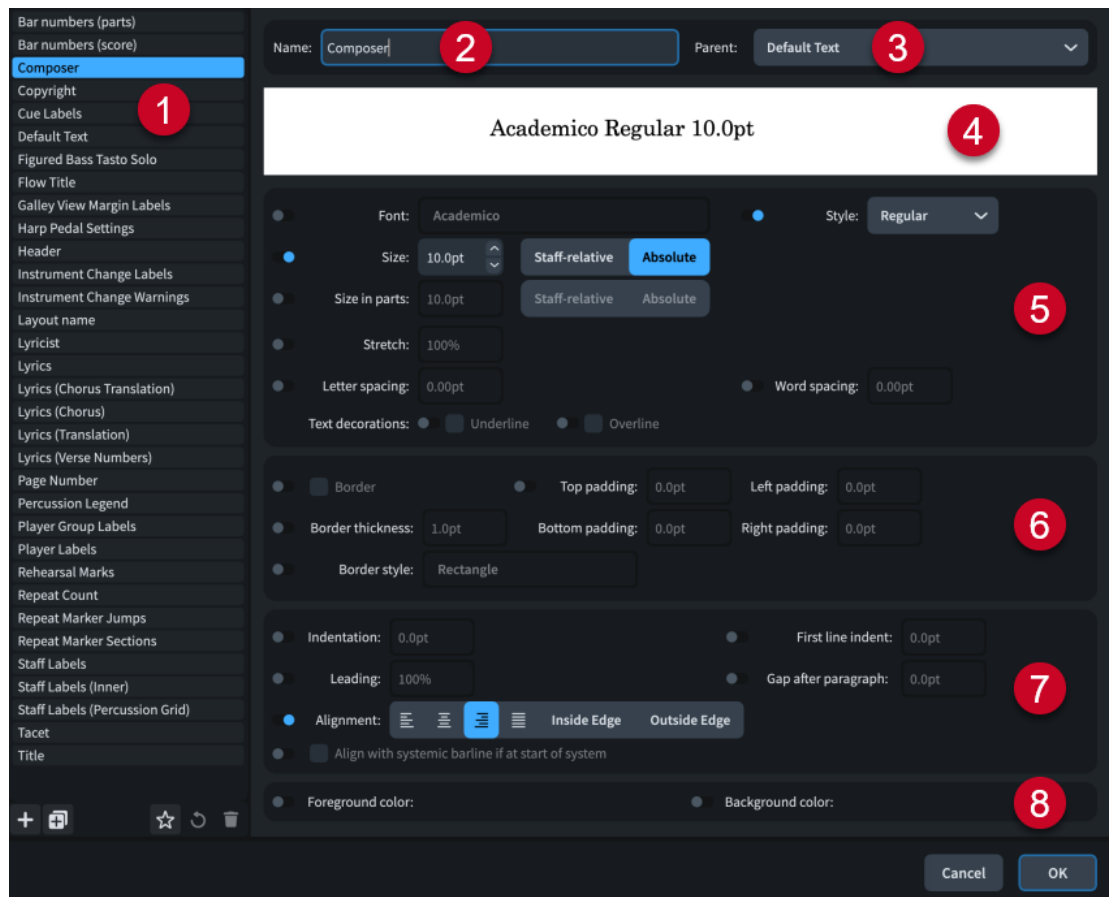 Bar numbers (parts)
Bar numbers (score)
Composer
Copyright
Cue Labels
Default Text
Figured Bass Tasto Solo
Flow Title
Galley View Margin Labels
Harp Pedal Settings
Header
Instrument Change Labels
Instrument Change Warnings
Layout name
Lyricist
Lyrics
Lyrics (Chorus Translation)
Lyrics (Chorus)
Lyrics (Translation)
Lyrics (Verse Numbers)
Page Number
Percussion Legend
Player Group Labels
Player Labels
Rehearsal Marks
Repeat Count
Repeat Marker Jumps
Repeat Marker Sections
Staff Labels
Staff Labels (Inner)
Staff Labels (Percussion Grid)
Tacet
Title
1
Name: Composer 2 Parent: Default Text 3
Academico Regular 10.0pt 4
Font: Academico Style: Regular
Size: 10.0pt Staff-relative Absolute
Size in parts: 10.0pt Staff-relative Absolute 5
Stretch: 100%
Letter spacing: 0.00pt Word spacing: 0.00pt
Text decorations: Underline Overline
Border Top padding: 0.0pt Left padding: 0.0pt
Border thickness: 1.0pt Bottom padding: 0.0pt Right padding: 0.0pt 6
Border style: Rectangle
Indentation: 0.0pt First line indent: 0.0pt
Leading: 100% Gap after paragraph: 0.0pt 7
Alignment: Inside Edge Outside Edge
Align with systemic barline if at start of system
Foreground color: Background color: 8
Cancel OK